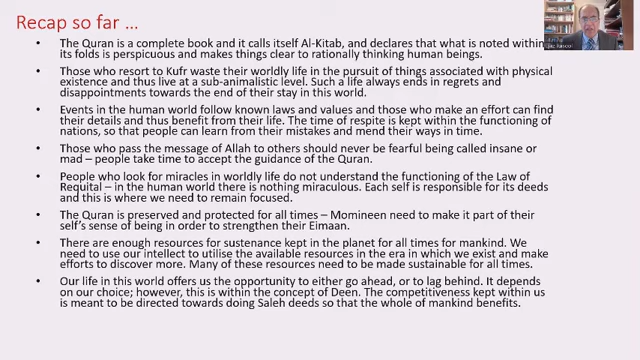 Recap so far …
• The Quran is a complete book and it calls itself Al-Kitab, and declares that what is noted within
its folds is perspicuous and makes things clear to rationally thinking human beings.
• Those who resort to Kufr waste their worldly life in the pursuit of things associated with physical
existence and thus live at a sub-animalistic level. Such a life always ends in regrets and
disappointments towards the end of their stay in this world.
• Events in the human world follow known laws and values and those who make an effort can find
their details and thus benefit from their life. The time of respite is kept within the functioning of
nations, so that people can learn from their mistakes and mend their ways in time.
• Those who pass the message of Allah to others should never be fearful being called insane or
mad – people take time to accept the guidance of the Quran.
• People who look for miracles in worldly life do not understand the functioning of the Law of
Requital – in the human world there is nothing miraculous. Each self is responsible for its deeds
and this is where we need to remain focused.
• The Quran is preserved and protected for all times – Momineen need to make it part of their
self's sense of being in order to strengthen their Eimaan.
• There are enough resources for sustenance kept in the planet for all times for mankind. We
need to use our intellect to utilise the available resources in the era in which we exist and make
efforts to discover more. Many of these resources need to be made sustainable for all times.
• Our life in this world offers us the opportunity to either go ahead, or to lag behind. It depends
on our choice; however, this is within the concept of Deen. The competitiveness kept within us
is meant to be directed towards doing Saleh deeds so that the whole of mankind benefits.